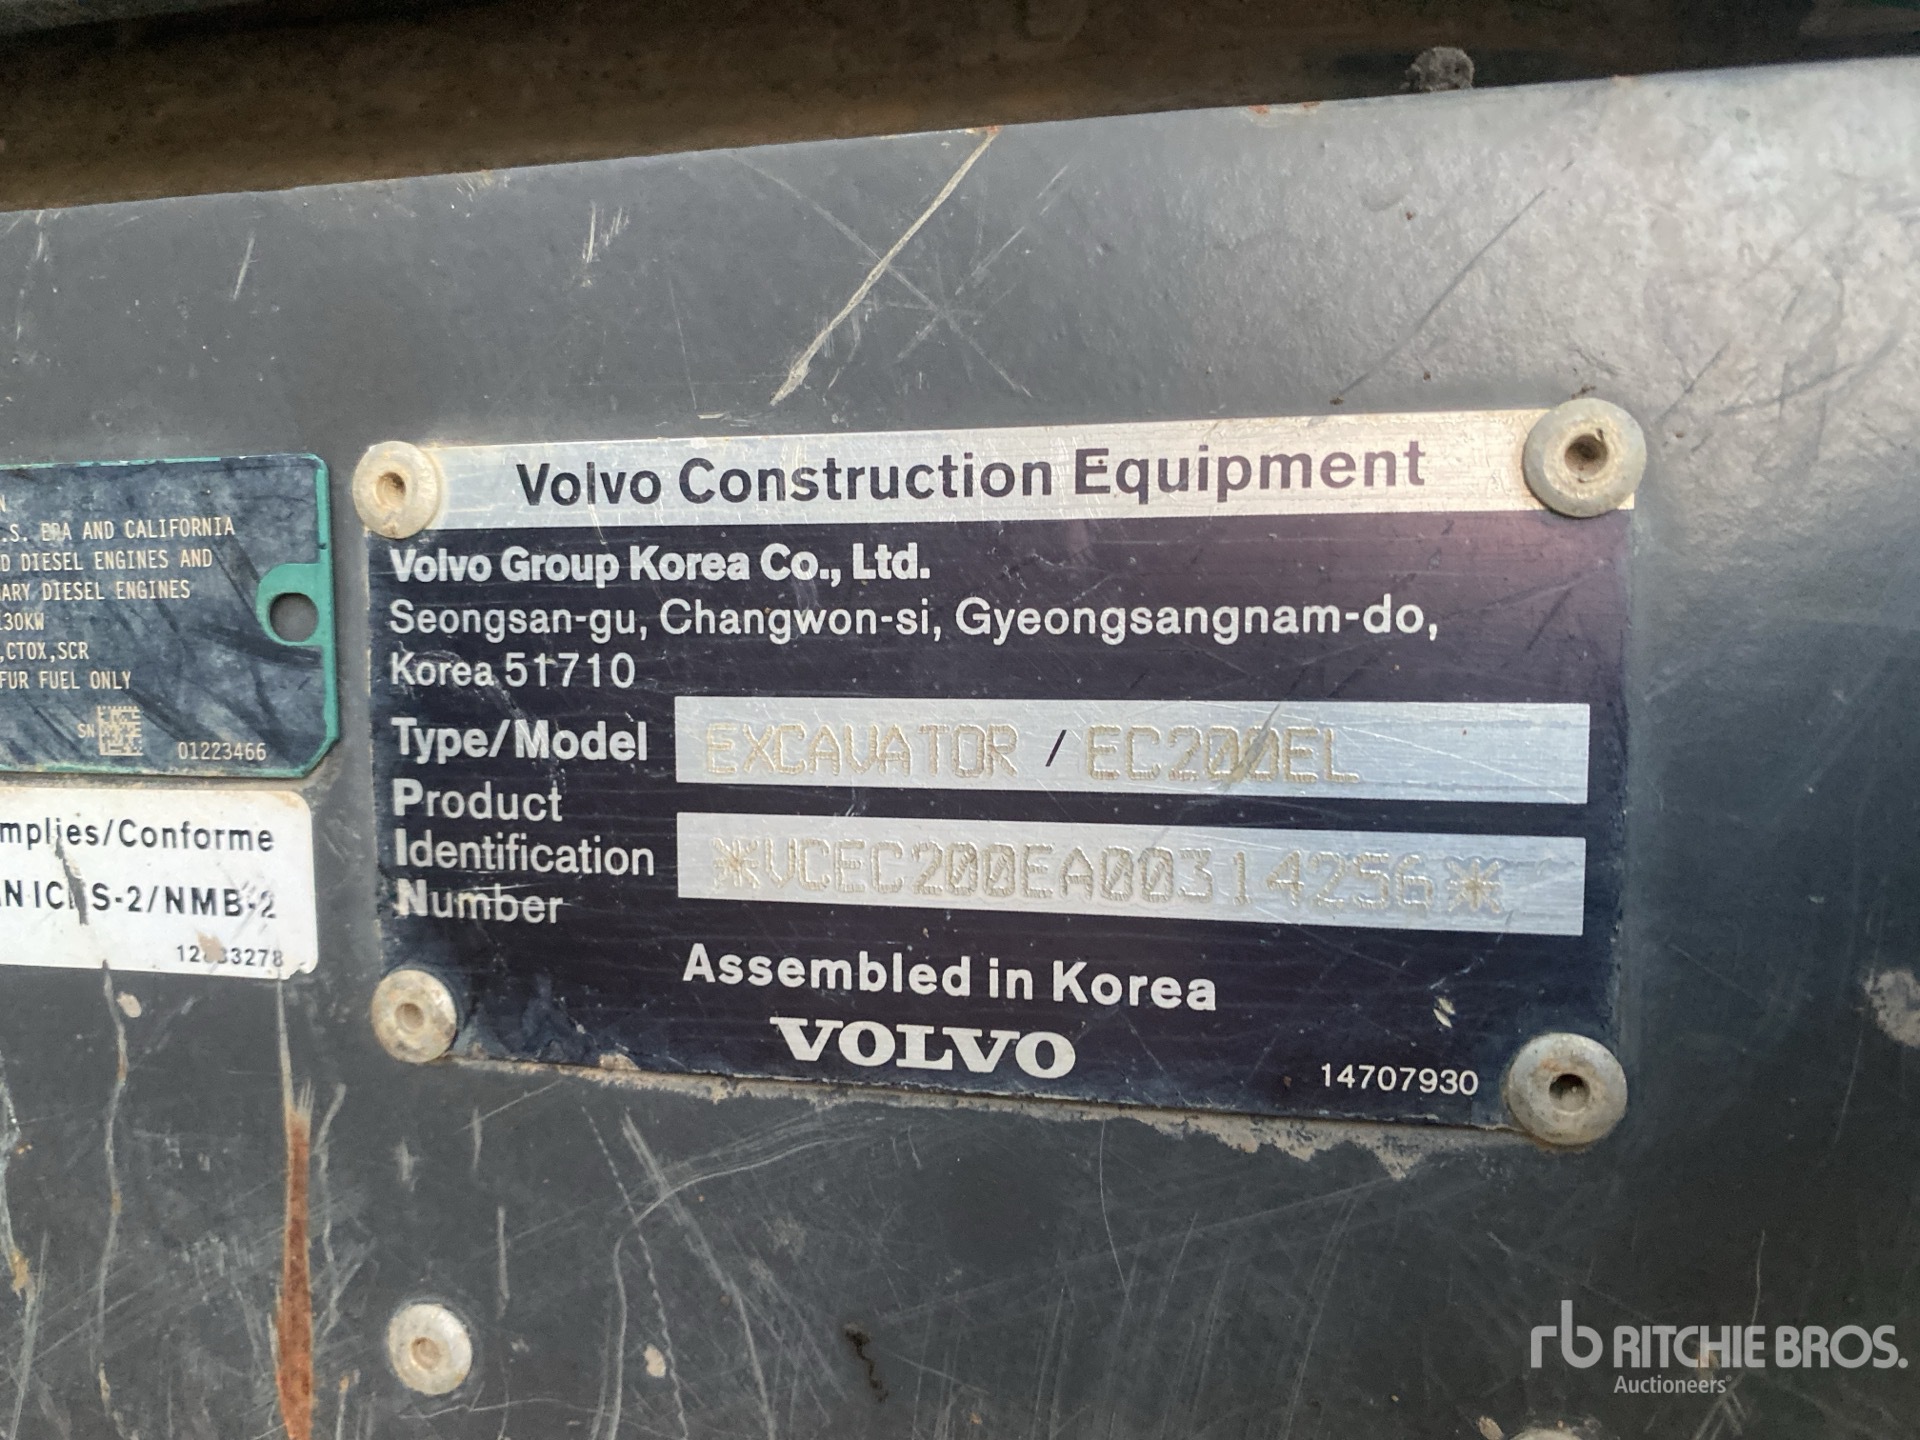 N
.S. EPA AND CALIFORNIA
D DIESEL ENGINES AND
ARY DIESEL ENGINES
130KW
,CTOX,SCR
FUR FUEL ONLY
SN
01223466
mplies/Conforme
S-2/NMB-2
Volvo Construction Equipment
Volvo Group Korea Co., Ltd.
Seongsan-gu, Changwon-si, Gyeongsangnam-do,
Korea 51710
Type/Model EXCAVATOR / EC200EL
Product
Identification
Number
*VCEC200EA00314256*
Assembled in Korea
VOLVO
14707930
rb RITCHIE BROS.
Auctioneers